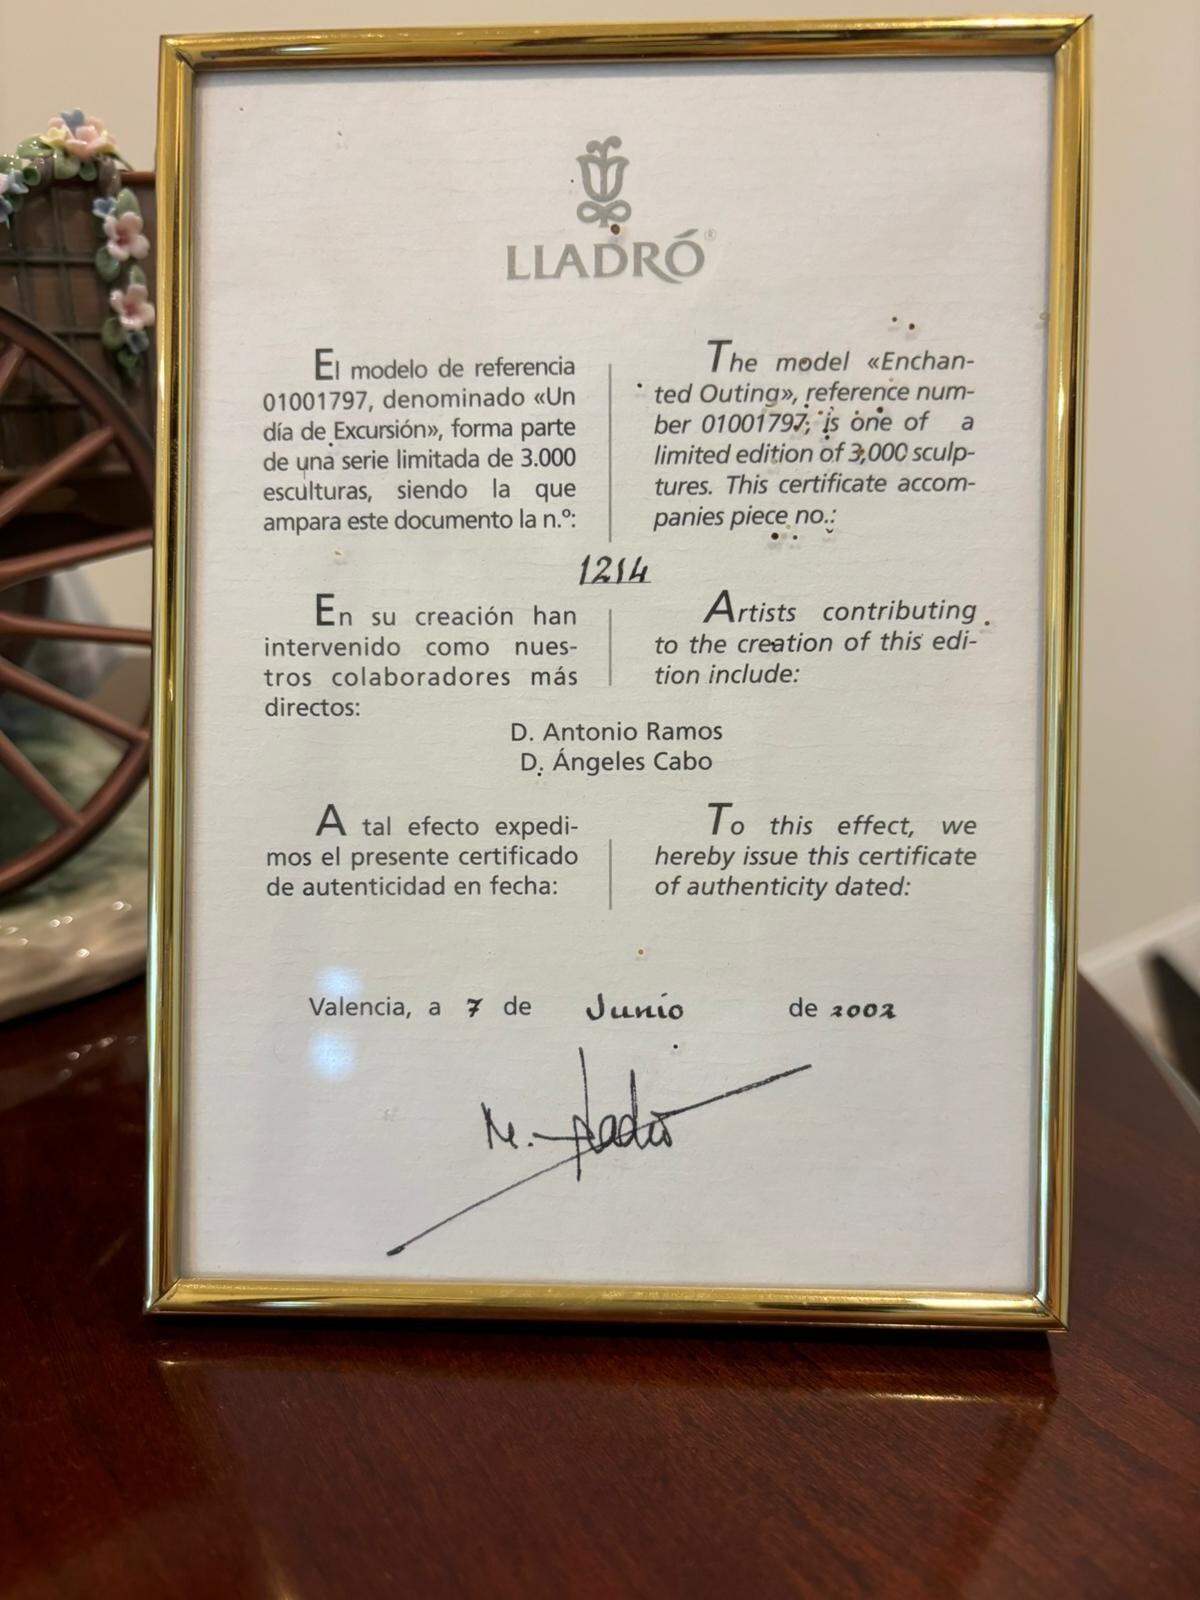 LLADRÓ®
El modelo de referencia
01001797, denominado «Un
día de Excursión», forma parte
de una serie limitada de 3.000
esculturas, siendo la que
ampara este documento la n.º:
The model «Enchan-
ted Outing», reference num-
ber 01001797, is one of a
limited edition of 3,000 sculp-
tures. This certificate accom-
panies piece no.:
1214
En su creación han
intervenido como nues-
tros colaboradores más
directos:
Artists contributing
to the creation of this edi-
tion include:
D. Antonio Ramos
D. Ángeles Cabo
A tal efecto expedi-
mos el presente certificado
de autenticidad en fecha:
To this effect, we
hereby issue this certificate
of authenticity dated:
Valencia, a 7 de Junio de 2002
M. Lladró